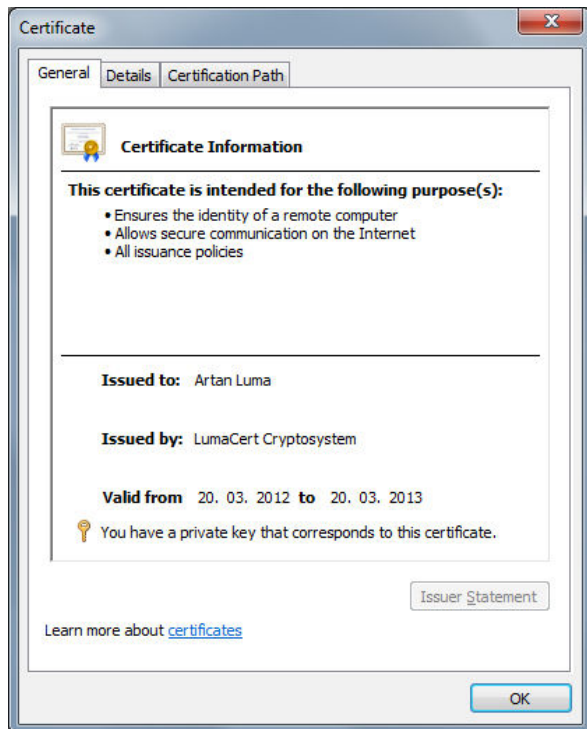 Certificate
General Details Certification Path
Certificate Information
This certificate is intended for the following purpose(s):
• Ensures the identity of a remote computer
• Allows secure communication on the Internet
• All issuance policies
Issued to: Artan Luma
Issued by: LumaCert Cryptosystem
Valid from 20. 03. 2012 to 20. 03. 2013
You have a private key that corresponds to this certificate.
Issuer Statement
Learn more about certificates
OK